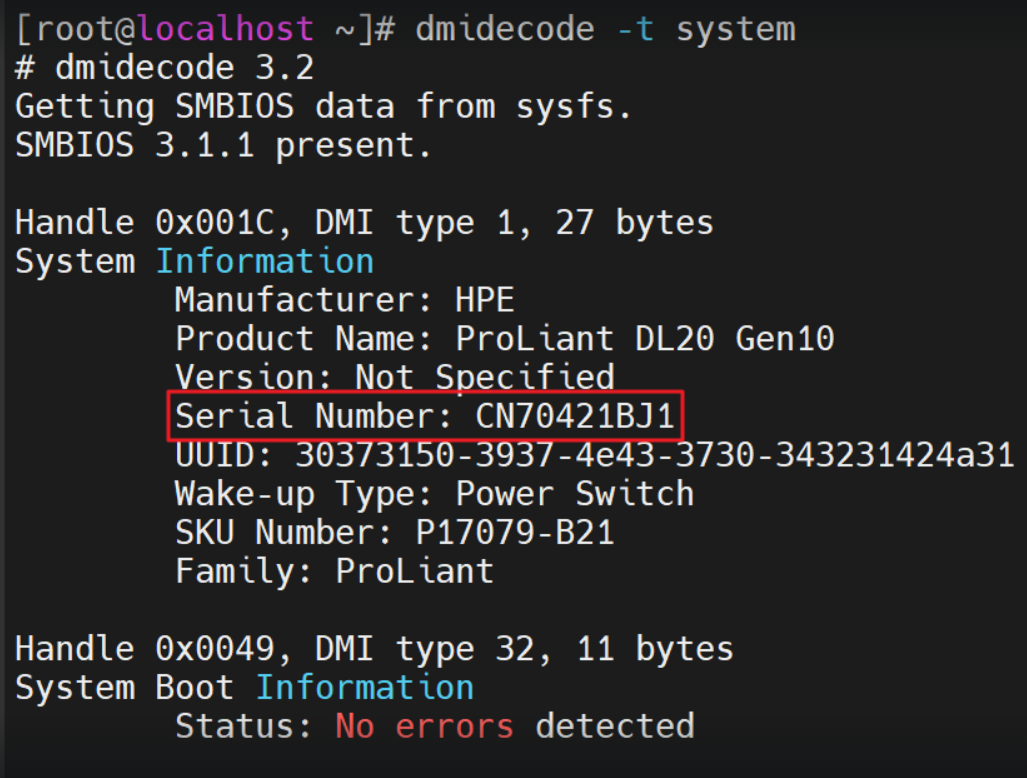 [root@localhost ~]# dmidecode -t system
# dmidecode 3.2
Getting SMBIOS data from sysfs.
SMBIOS 3.1.1 present.
Handle 0x001C, DMI type 1, 27 bytes
System Information
Manufacturer: HPE
Product Name: ProLiant DL20 Gen10
Version: Not Specified
Serial Number: CN70421BJ1
UUID: 30373150-3937-4e43-3730-343231424a31
Wake-up Type: Power Switch
SKU Number: P17079-B21
Family: ProLiant
Handle 0x0049, DMI type 32, 11 bytes
System Boot Information
Status: No errors detected